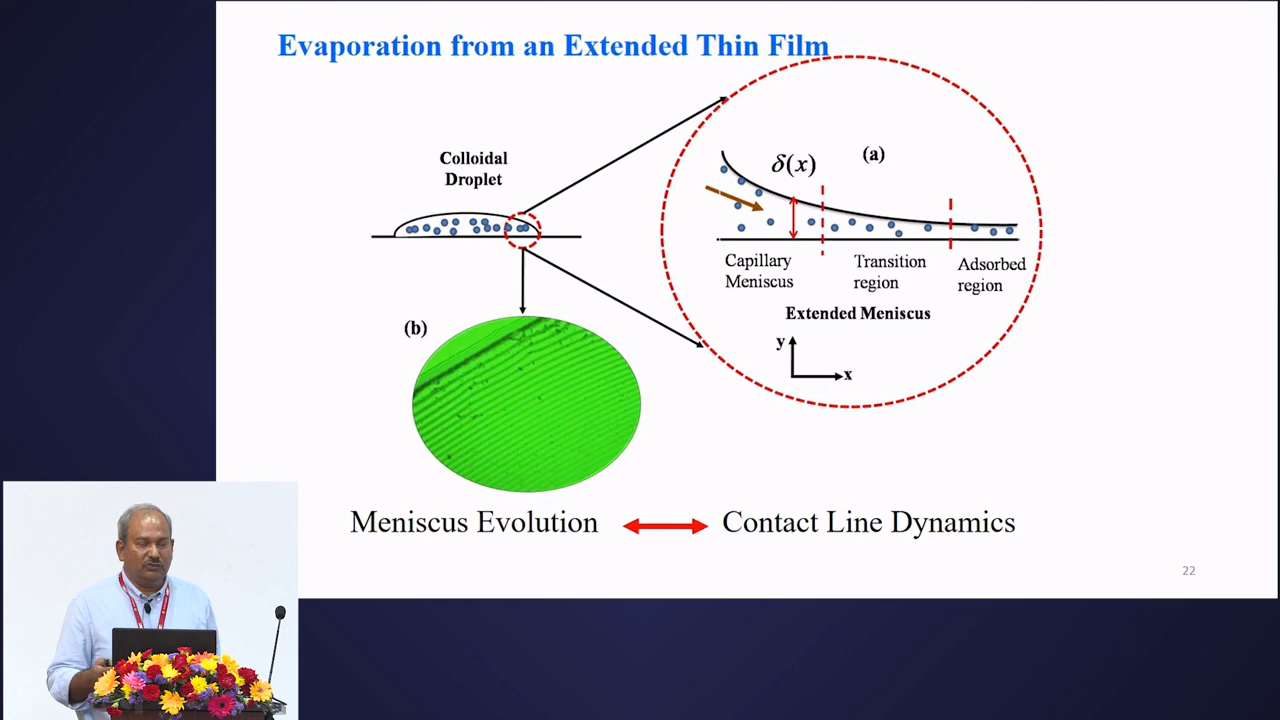 Evaporation from an Extended Thin Film
Colloidal
Droplet
δ(x)
(a)
Capillary
Meniscus
Transition
region
Adsorbed
region
Extended Meniscus
y
x
(b)
Meniscus Evolution
Contact Line Dynamics
22